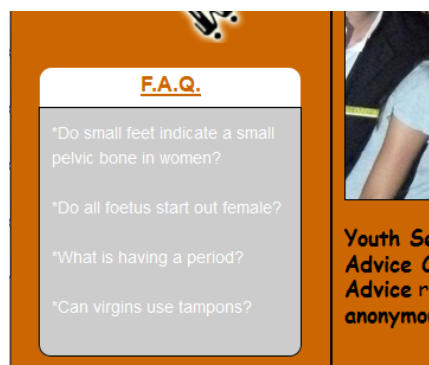 F.A.Q.
*Do small feet indicate a small
pelvic bone in women?
*Do all foetus start out female?
*What is having a period?
*Can virgins use tampons?
Youth Se
Advice
Advice r
anonymo